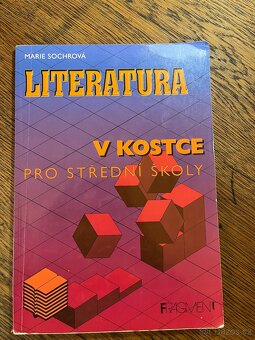 MARIE SOCHROVÁ
LITERATURA
V KOSTCE
PRO STŘEDNÍ ŠKOLY
FRAGMENT